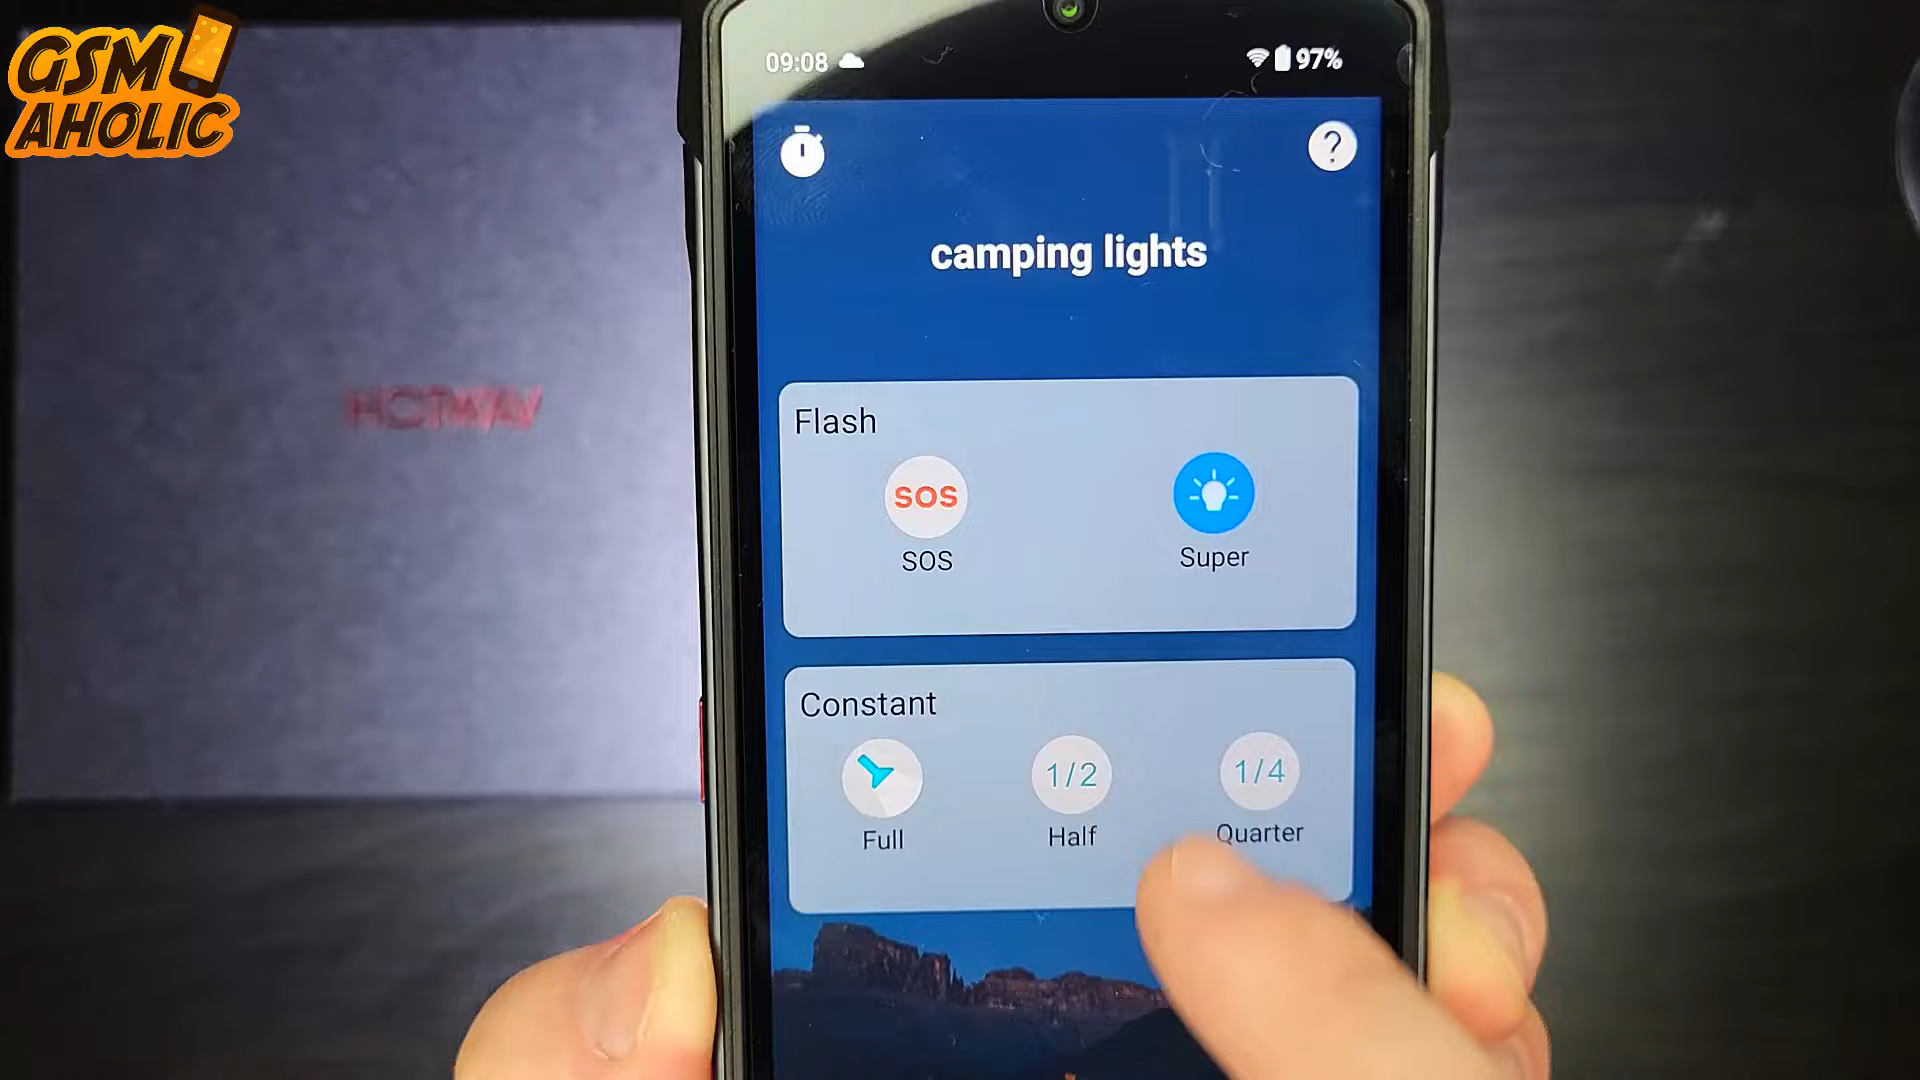 GSM
AHOLIC
09:08
97%
?
camping lights
HOTWAV
Flash
SOS
SOS
Super
Constant
1/2
1/4
Full
Half
Quarter